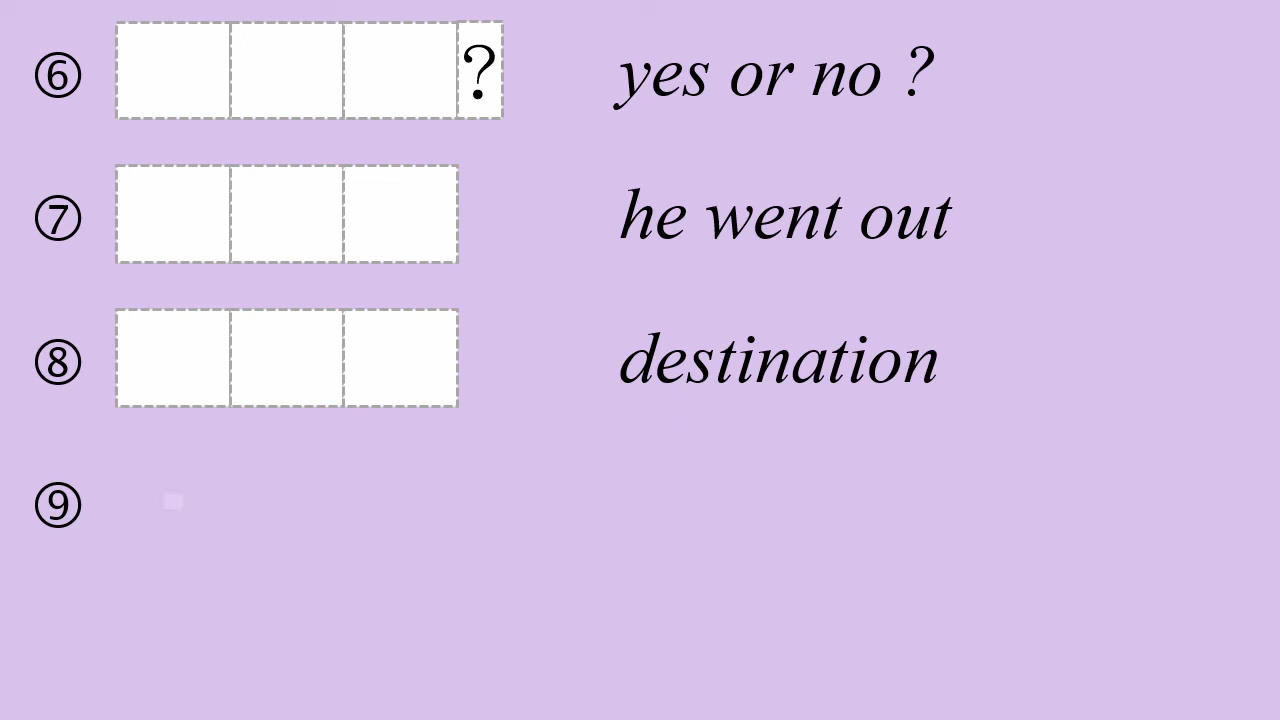 ⑥ ? yes or no ?
⑦ he went out
⑧ destination
⑨